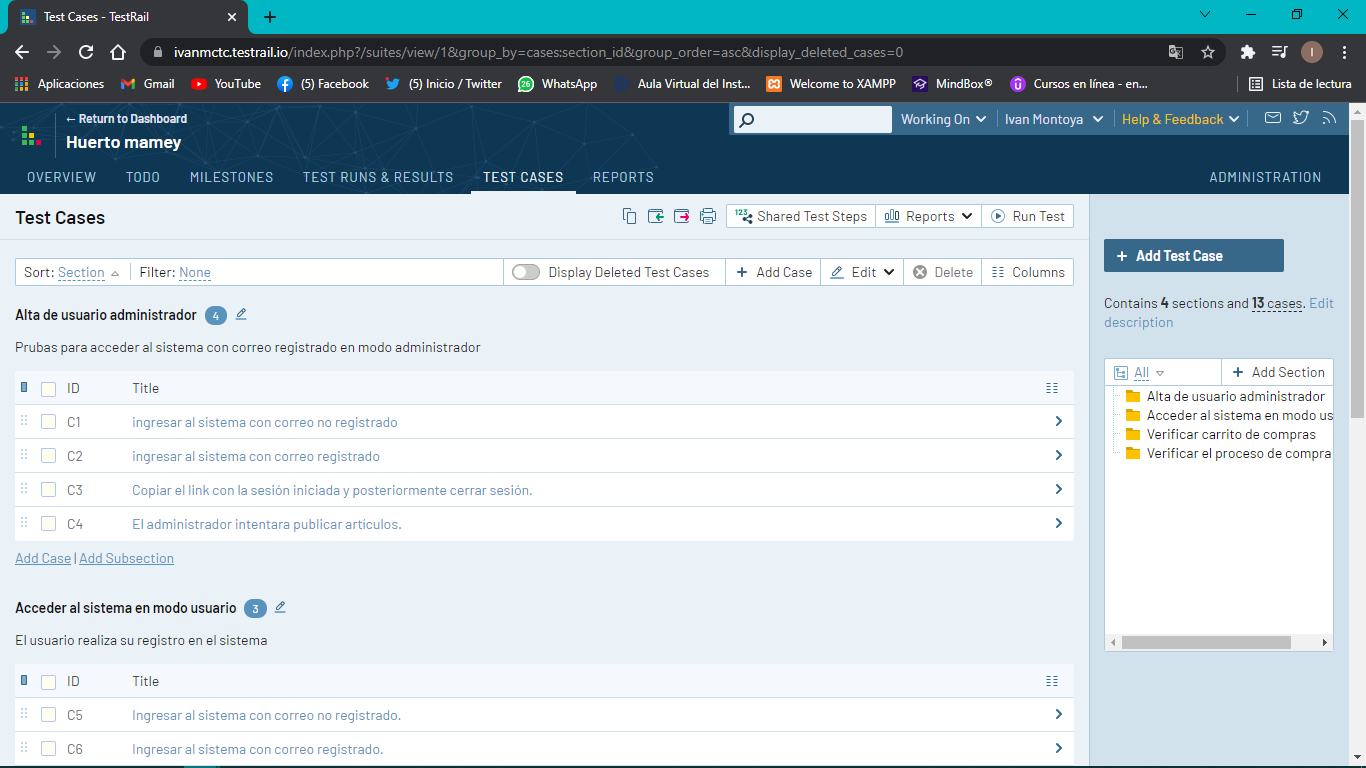 Test Cases - TestRail
ivanmctc.testrail.io/index.php?/suites/view/1&group_by=cases:section_id&group_order=asc&display_deleted_cases=0
I
Aplicaciones Gmail YouTube (5) Facebook (5) Inicio / Twitter 26 WhatsApp Aula Virtual del Inst... Welcome to XAMPP MindBox® Cursos en línea - en... Lista de lectura
← Return to Dashboard
Huerto mamey
Working On Ivan Montoya Help & Feedback
OVERVIEW TODO MILESTONES TEST RUNS & RESULTS TEST CASES REPORTS ADMINISTRATION
Test Cases
123 Shared Test Steps Reports Run Test
Sort: Section Filter: None Display Deleted Test Cases + Add Case Edit Delete Columns
Alta de usuario administrador 4
Prubas para acceder al sistema con correo registrado en modo administrador
ID Title
C1 ingresar al sistema con correo no registrado
C2 ingresar al sistema con correo registrado
C3 Copiar el link con la sesión iniciada y posteriormente cerrar sesión.
C4 El administrador intentara publicar artículos.
Add Case | Add Subsection
Acceder al sistema en modo usuario 3
El usuario realiza su registro en el sistema
ID Title
C5 Ingresar al sistema con correo no registrado.
C6 Ingresar al sistema con correo registrado.
+ Add Test Case
Contains 4 sections and 13 cases. Edit
description
All + Add Section
Alta de usuario administrador
Acceder al sistema en modo us
Verificar carrito de compras
Verificar el proceso de compra